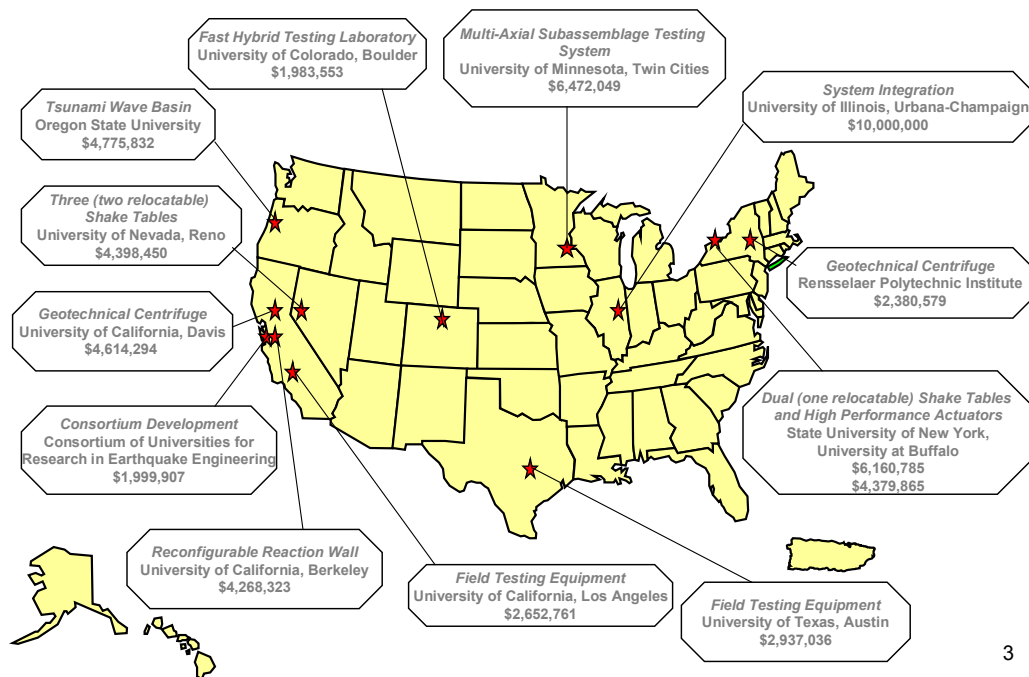 Fast Hybrid Testing Laboratory
University of Colorado, Boulder
$1,983,553
Multi-Axial Subassemblage Testing
System
University of Minnesota, Twin Cities
$6,472,049
System Integration
University of Illinois, Urbana-Champaign
$10,000,000
Tsunami Wave Basin
Oregon State University
$4,775,832
Three (two relocatable)
Shake Tables
University of Nevada, Reno
$4,398,450
Geotechnical Centrifuge
Rensselaer Polytechnic Institute
$2,380,579
Geotechnical Centrifuge
University of California, Davis
$4,614,294
Dual (one relocatable) Shake Tables
and High Performance Actuators
State University of New York,
University at Buffalo
$6,160,785
$4,379,865
Consortium Development
Consortium of Universities for
Research in Earthquake Engineering
$1,999,907
Reconfigurable Reaction Wall
University of California, Berkeley
$4,268,323
Field Testing Equipment
University of California, Los Angeles
$2,652,761
Field Testing Equipment
University of Texas, Austin
$2,937,036
3